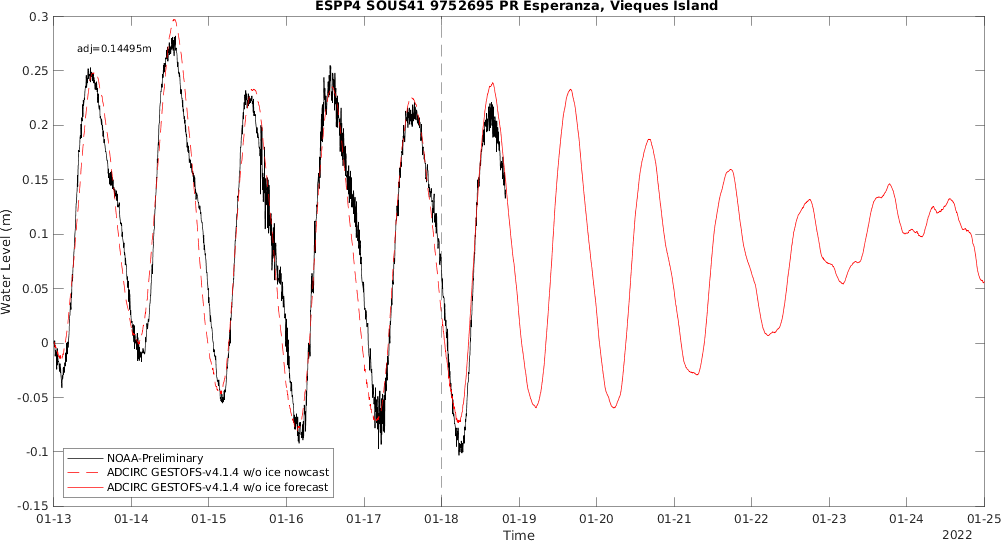 ESPP4 SOUS41 9752695 PR Esperanza, Vieques Island
adj=0.14495m
0.3
0.25
0.2
0.15
0.1
0.05
0
-0.05
-0.1
-0.15
Water Level (m)
NOAA-Preliminary
ADCIRC GESTOFS-v4.1.4 w/o ice nowcast
ADCIRC GESTOFS-v4.1.4 w/o ice forecast
01-13 01-14 01-15 01-16 01-17 01-18 01-19 01-20 01-21 01-22 01-23 01-24 01-25
Time
2022